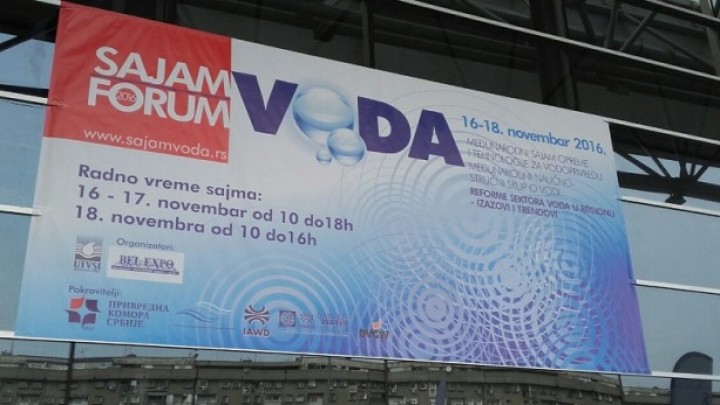 SAJAM
FORUM
2016
www.sajamvoda.rs
VODA
16-18. novembar 2016.
MEĐUNARODNI SAJAM OPREME
I TEHNOLOGIJE ZA VODOPRIVREDU
MEĐUNARODNI NAUČNO-
STRUČNI SKUP O VODI
REFORME SEKTORA VODA U REGIONU
- IZAZOVI I TRENDOVI
Radno vreme sajma:
16 - 17. novembar od 10 do18h
18. novembra od 10 do16h
Organizatori:
UTVSI
BEL EXPO
Pokrovitelji:
ПРИВРЕДНА
КОМОРА
СРБИЈЕ
IAWD
DVGW